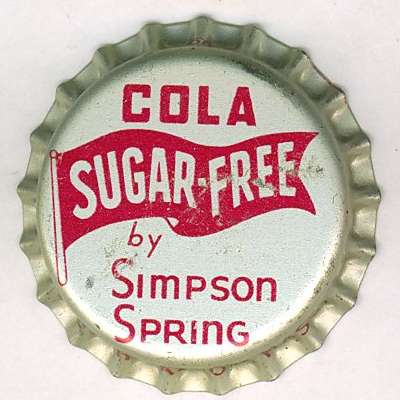 COLA
SUGAR-FREE
by
SIMPSON
SPRING